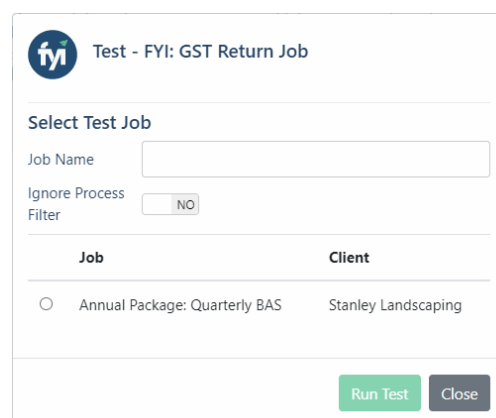 fyi
Test - FYI: GST Return Job
Select Test Job
Job Name
Ignore Process
Filter
NO
Job Client
Annual Package: Quarterly BAS Stanley Landscaping
Run Test Close